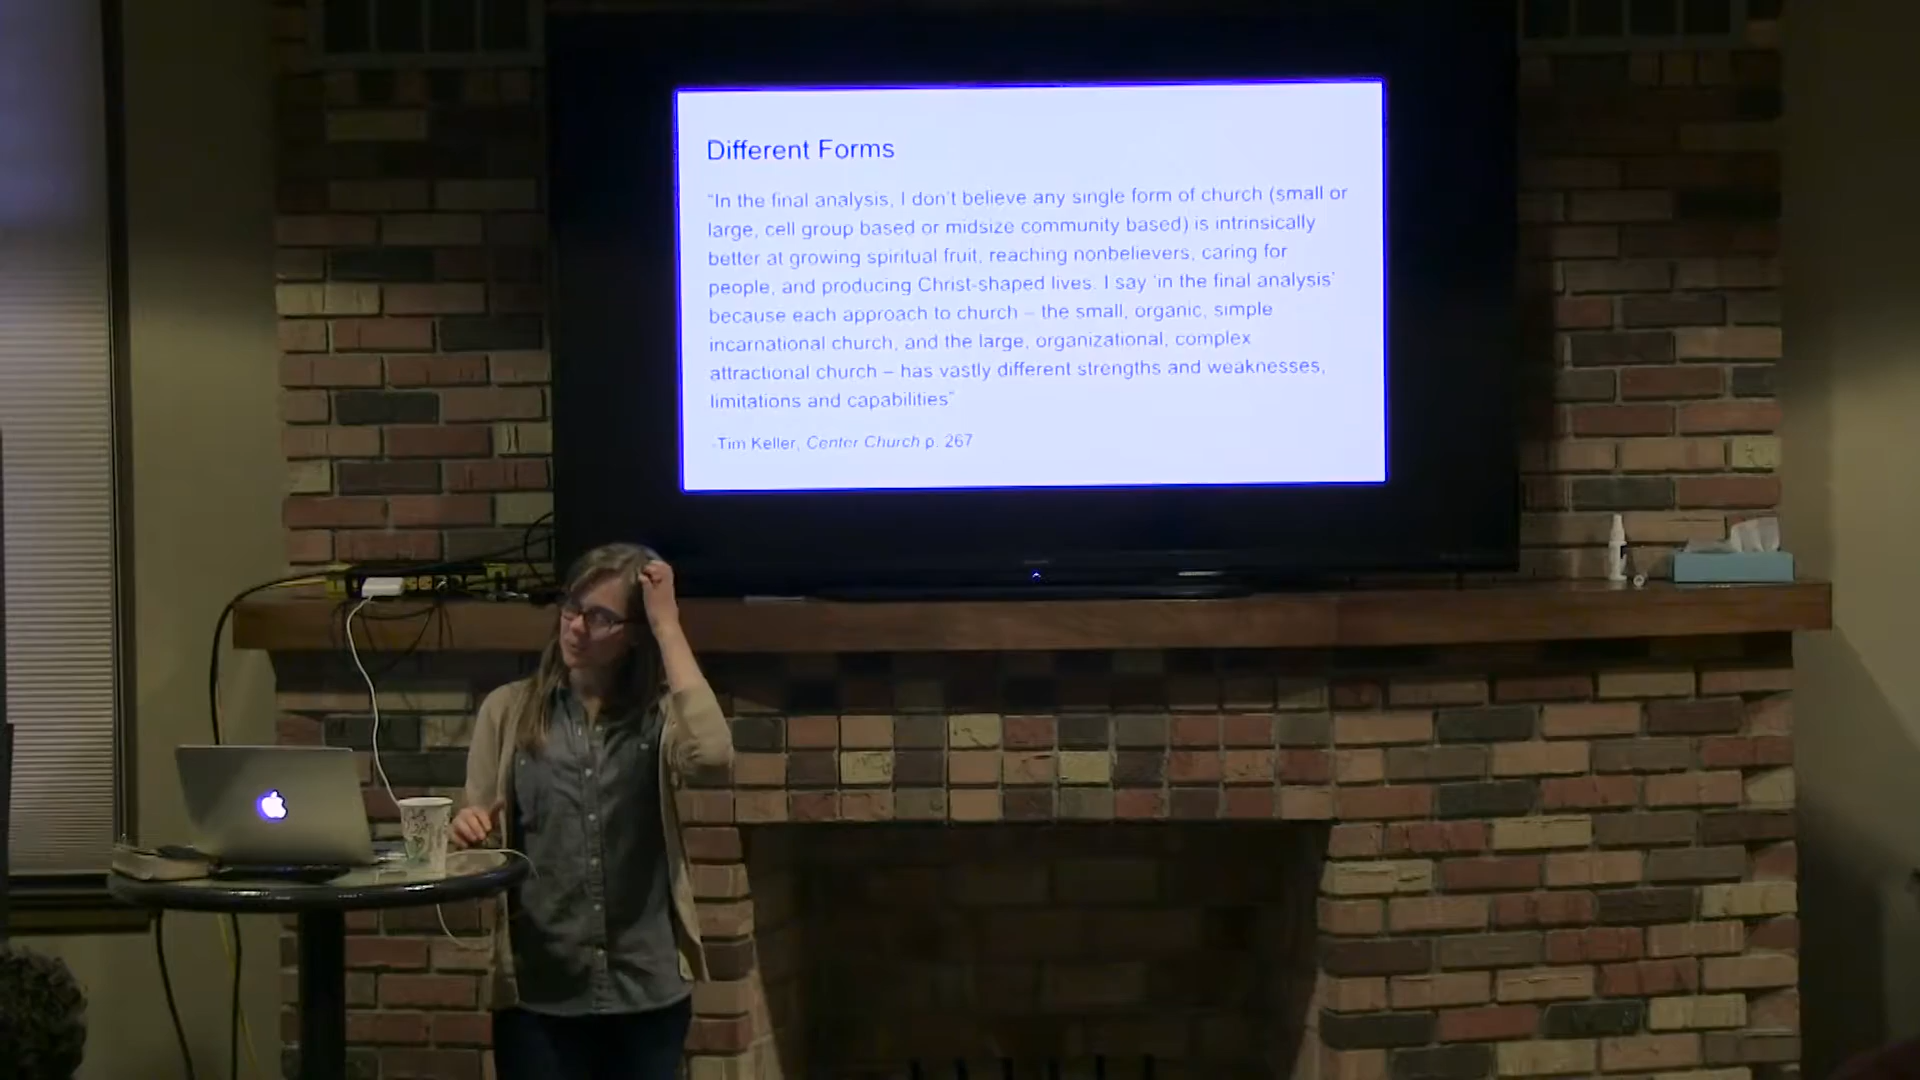 Different Forms
“In the final analysis, I don’t believe any single form of church (small or
large, cell group based or midsize community based) is intrinsically
better at growing spiritual fruit, reaching nonbelievers, caring for
people, and producing Christ-shaped lives. I say ‘in the final analysis’
because each approach to church – the small, organic, simple
incarnational church, and the large, organizational, complex
attractional church – has vastly different strengths and weaknesses,
limitations and capabilities”
-Tim Keller, Center Church p. 267